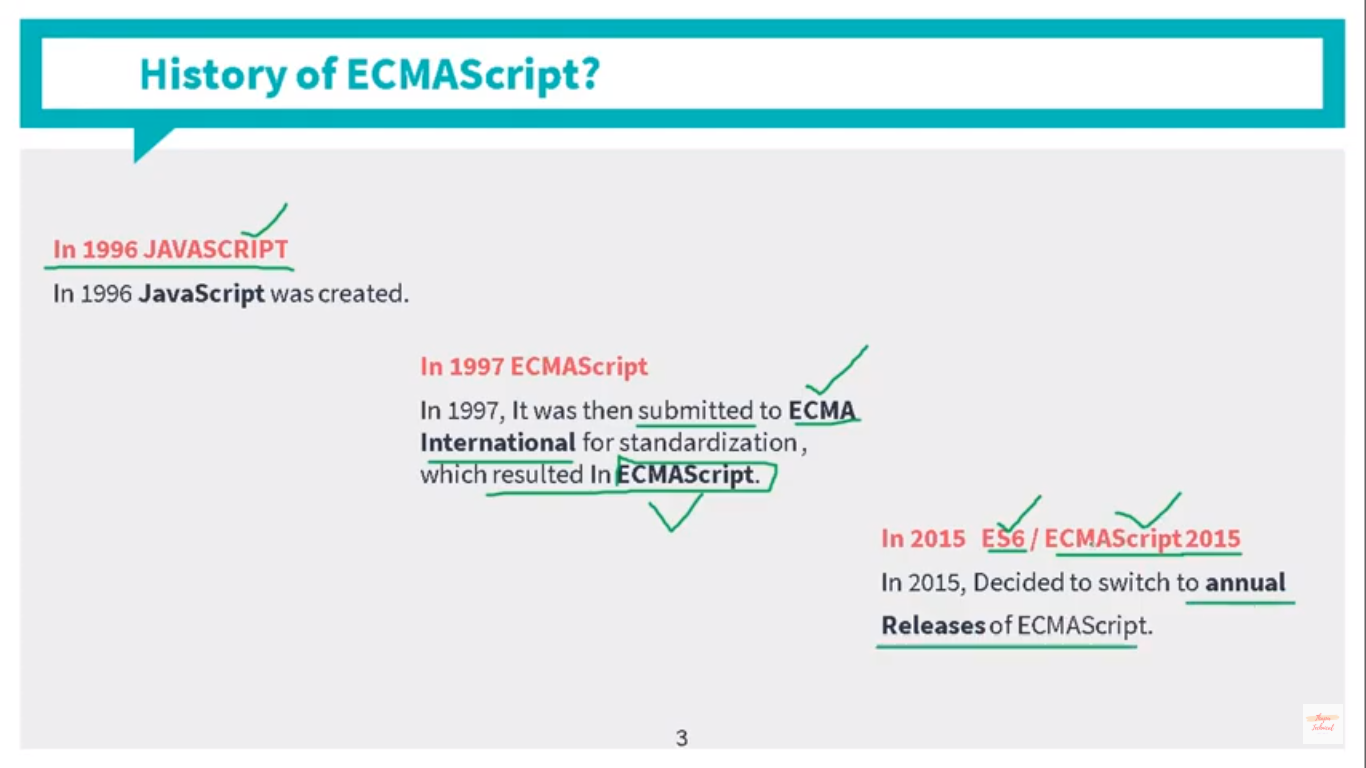 History of ECMAScript?
In 1996 JAVASCRIPT
In 1996 JavaScript was created.
In 1997 ECMAScript
In 1997, It was then submitted to ECMA
International for standardization,
which resulted In ECMAScript.
In 2015 ES6 / ECMAScript 2015
In 2015, Decided to switch to annual
Releases of ECMAScript.
3
Technical